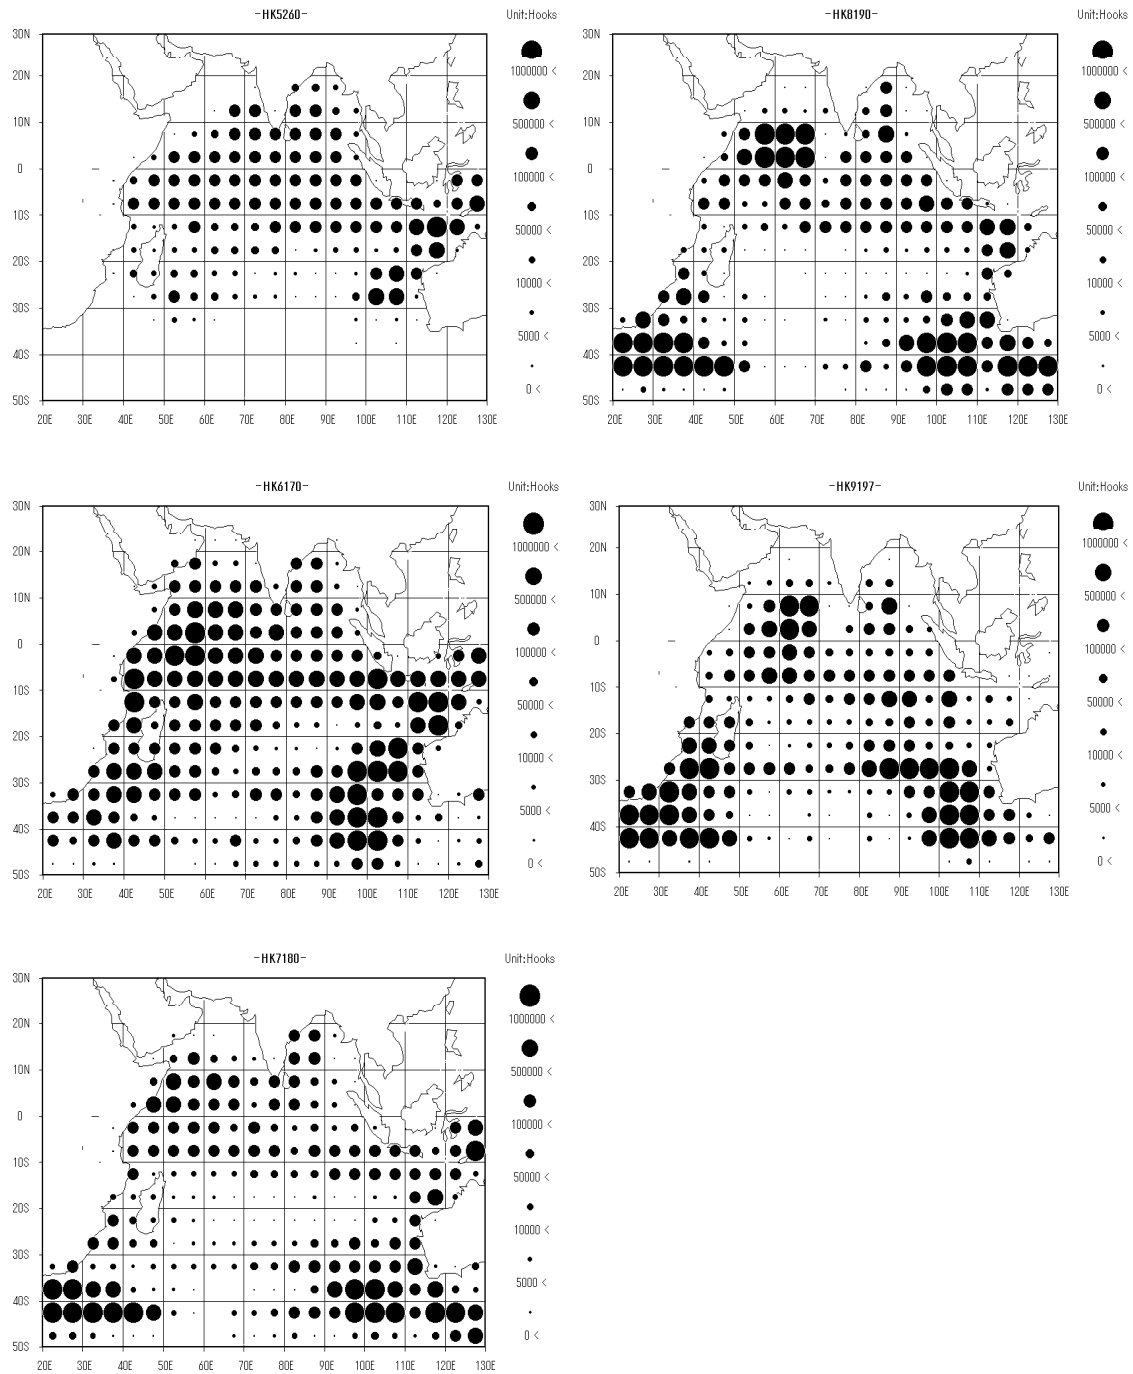 -HK5260-
Unit:Hooks
30N
20N
10N
0
10S
20S
30S
40S
50S
20E 30E 40E 50E 60E 70E 80E 90E 100E 110E 120E 130E
1000000 <
500000 <
100000 <
50000 <
10000 <
5000 <
0 <
-HK8190-
Unit:Hooks
30N
20N
10N
0
10S
20S
30S
40S
50S
20E 30E 40E 50E 60E 70E 80E 90E 100E 110E 120E 130E
1000000 <
500000 <
100000 <
50000 <
10000 <
5000 <
0 <
-HK6170-
Unit:Hooks
30N
20N
10N
0
10S
20S
30S
40S
50S
20E 30E 40E 50E 60E 70E 80E 90E 100E 110E 120E 130E
1000000 <
500000 <
100000 <
50000 <
10000 <
5000 <
0 <
-HK9197-
Unit:Hooks
30N
20N
10N
0
10S
20S
30S
40S
50S
20E 30E 40E 50E 60E 70E 80E 90E 100E 110E 120E 130E
1000000 <
500000 <
100000 <
50000 <
10000 <
5000 <
0 <
-HK7180-
Unit:Hooks
30N
20N
10N
0
10S
20S
30S
40S
50S
20E 30E 40E 50E 60E 70E 80E 90E 100E 110E 120E 130E
1000000 <
500000 <
100000 <
50000 <
10000 <
5000 <
0 <